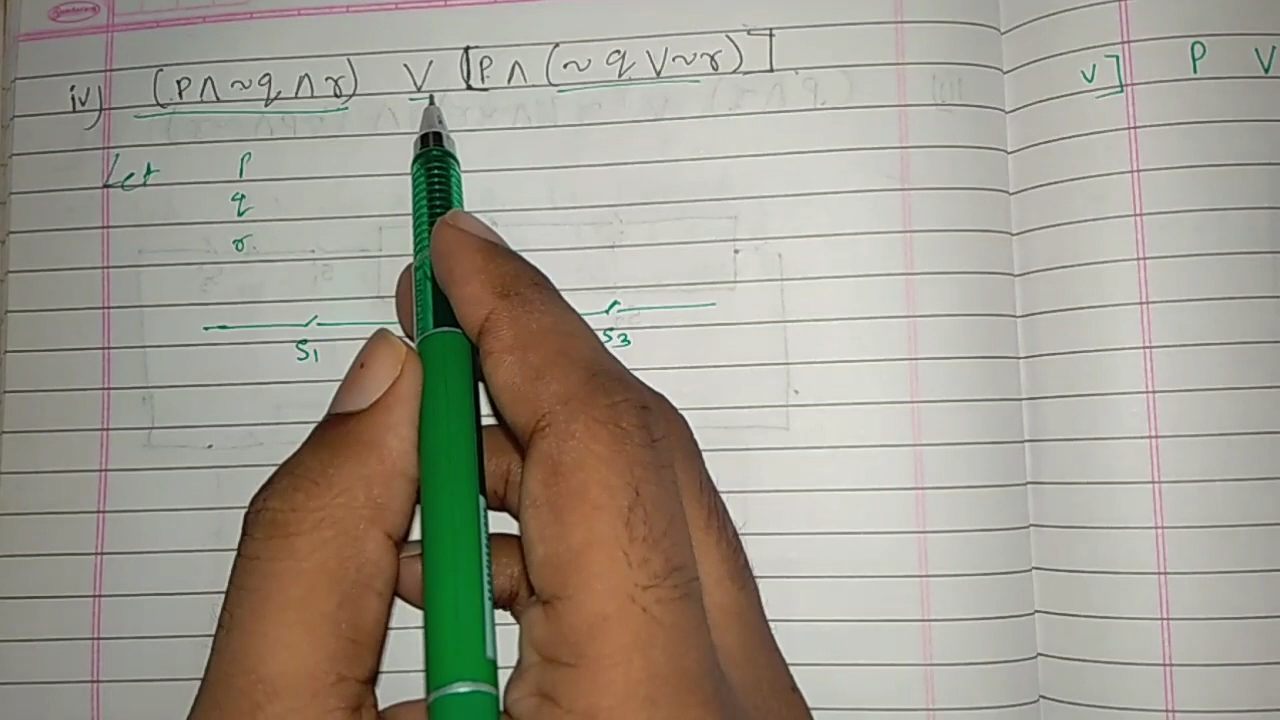 iv) (P ∧ ~q ∧ r) ∨ [P ∧ (~q ∨ ~r)]
Let P
q
r
S1 S3
v] P ∨